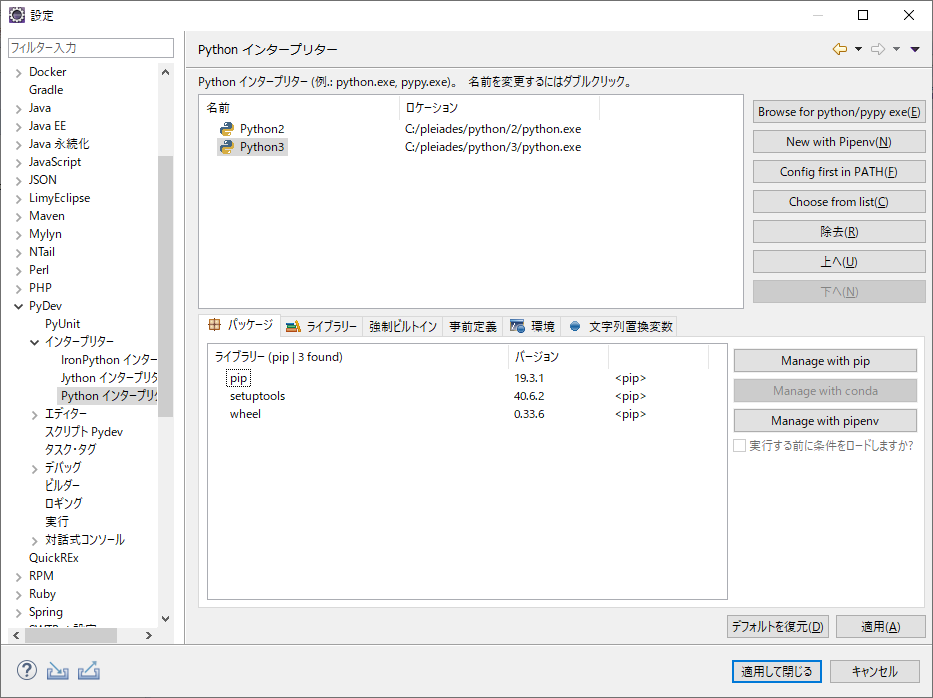 設定
フィルター入力
Docker
Gradle
Java
Java EE
Java 永続化
JavaScript
JSON
LimyEclipse
Maven
Mylyn
NTail
Perl
PHP
PyDev
PyUnit
インタープリター
IronPython インター
Jython インタープリタ
Python インタープリ
エディター
スクリプト Pydev
タスク・タグ
デバッグ
ビルダー
ロギング
実行
対話式コンソール
QuickREx
RPM
Ruby
Spring
Python インタープリター
Python インタープリター (例.: python.exe, pypy.exe)。 名前を変更するにはダブルクリック。
名前 ロケーション
Python2 C:/pleiades/python/2/python.exe
Python3 C:/pleiades/python/3/python.exe
Browse for python/pypy exe(E)
New with Pipenv(N)
Config first in PATH(F)
Choose from list(C)
除去(R)
上へ(U)
下へ(N)
パッケージ ライブラリー 強制ビルトイン 事前定義 環境 文字列置換変数
ライブラリー (pip | 3 found) バージョン
pip 19.3.1 <pip>
setuptools 40.6.2 <pip>
wheel 0.33.6 <pip>
Manage with pip
Manage with conda
Manage with pipenv
実行する前に条件をロードしますか?
デフォルトを復元(D) 適用(A)
適用して閉じる キャンセル